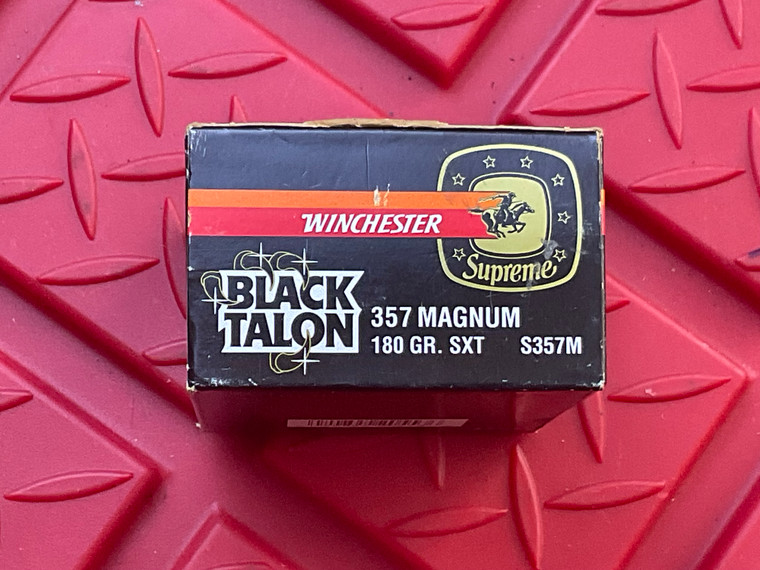 WINCHESTER
Supreme
BLACK
TALON
357 MAGNUM
180 GR. SXT S357M